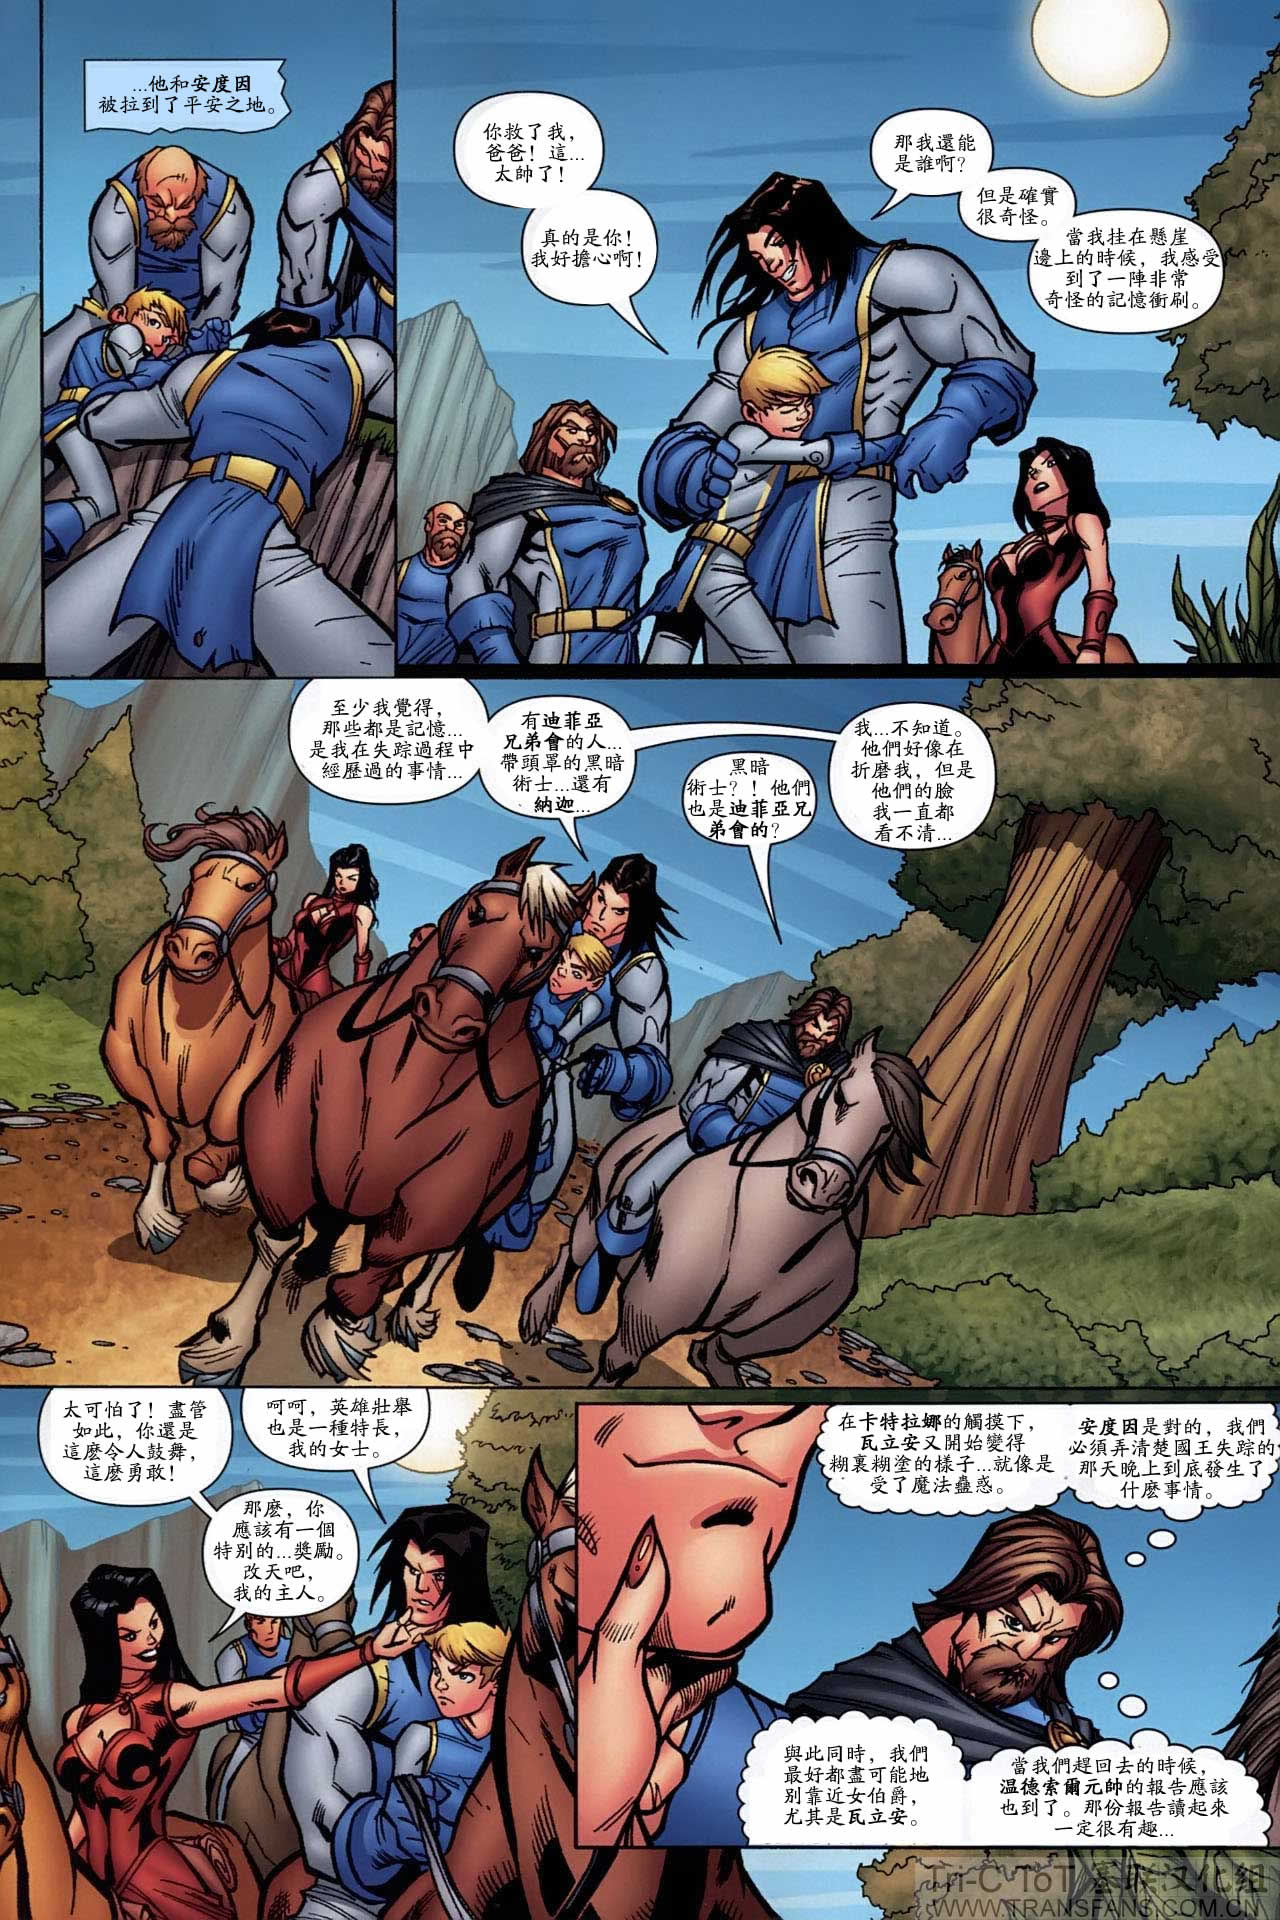 ...他和安度因
被拉到了平安之地。
你救了我，
爸爸！這...
太帥了！
真的是你！
我好擔心啊！
那我還能
是誰啊？
但是確實
很奇怪。
當我挂在懸崖
邊上的時候，我感受
到了一陣非常
奇怪的記憶衝刷。
至少我覺得，
那些都是記憶...
是我在失踪過程中
經歷過的事情...
有迪菲亞
兄弟會的人...
帶頭罩的黑暗
術士...還有
納迦...
黑暗
術士？！他們
也是迪菲亞兄
弟會的？
我...不知道。
他們好像在
折磨我，但是
他們的臉
我一直都
看不清...
太可怕了！盡管
如此，你還是
這麽令人鼓舞，
這麽勇敢！
呵呵，英雄壯舉
也是一種特長，
我的女士。
那麽，你
應該有一個
特別的...獎勵。
改天吧，
我的主人。
在卡特拉娜的觸摸下，
瓦立安又開始變得
糊裏糊塗的樣子...就像是
受了魔法蠱惑。
安度因是對的，我們
必須弄清楚國王失踪的
那天晚上到底發生了
什麽事情。
與此同時，我們
最好都盡可能地
别靠近女伯爵，
尤其是瓦立安。
當我們趕回去的時候，
温德索爾元帥的報告應該
也到了。那份報告讀起來
一定很有趣...
Tri-C ToT 基联汉化组
WWW.TRANSFANS.COM.CN